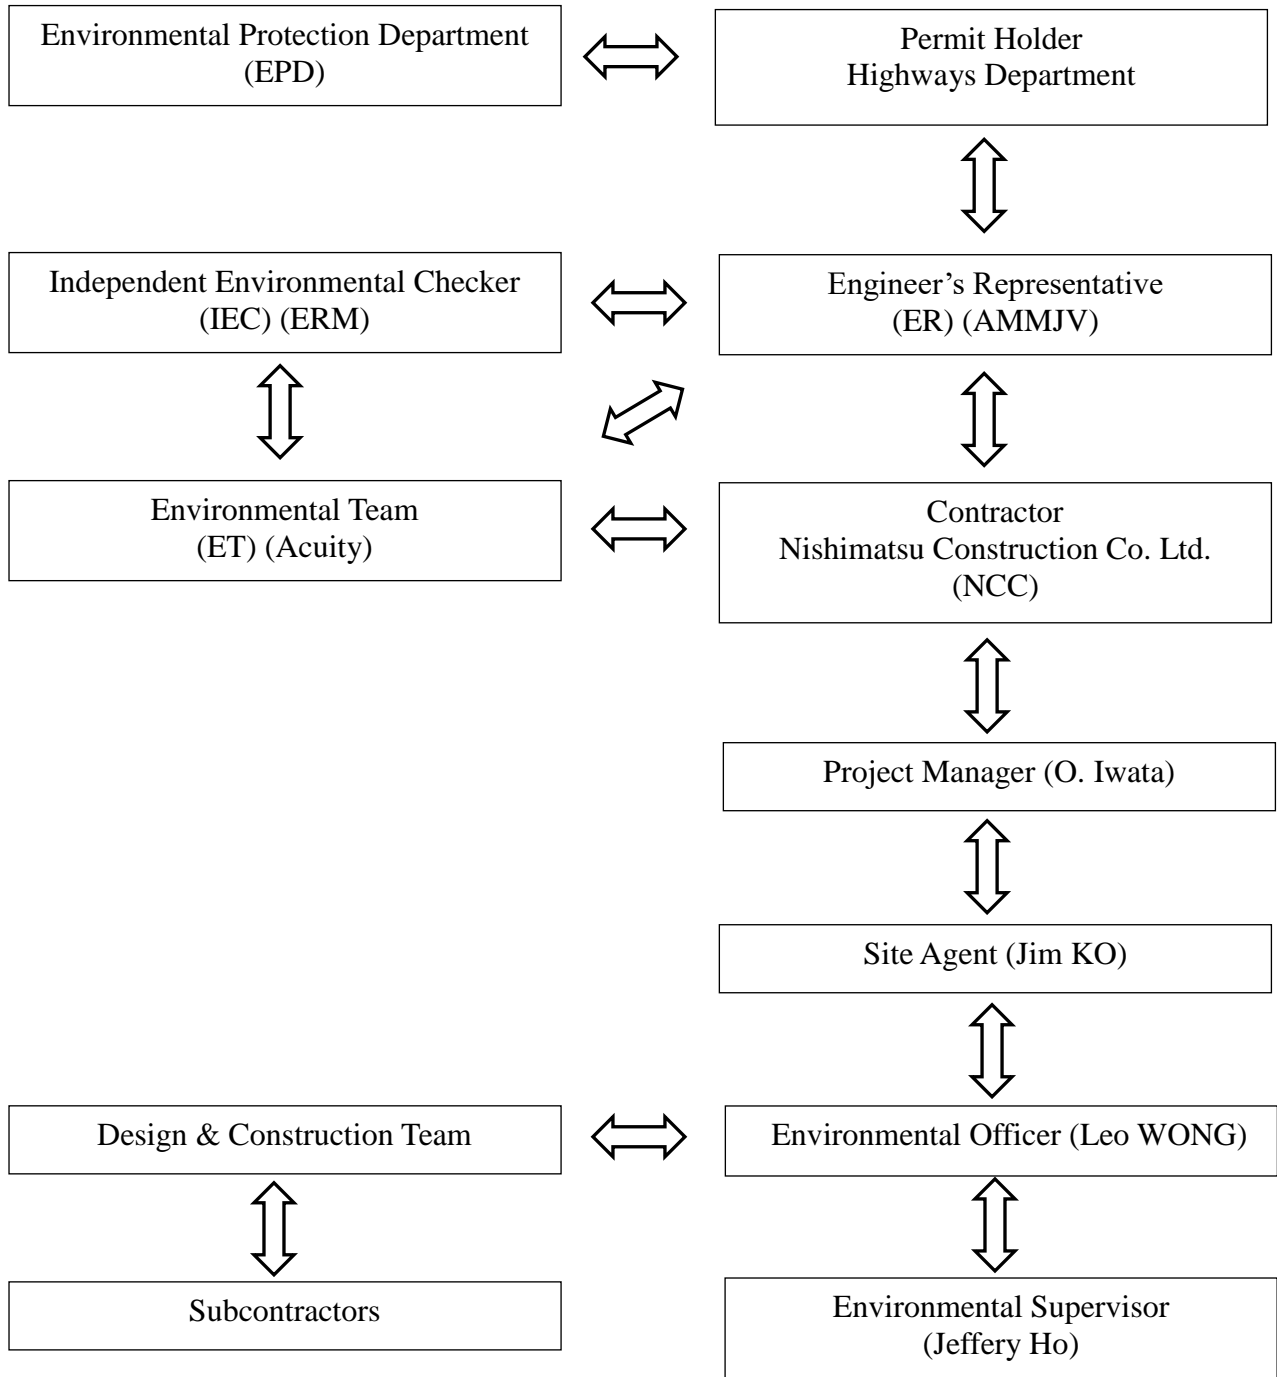 Environmental Protection Department
(EPD)
Permit Holder
Highways Department
Independent Environmental Checker
(IEC) (ERM)
Engineer’s Representative
(ER) (AMMJV)
Environmental Team
(ET) (Acuity)
Contractor
Nishimatsu Construction Co. Ltd.
(NCC)
Project Manager (O. Iwata)
Site Agent (Jim KO)
Design & Construction Team
Environmental Officer (Leo WONG)
Subcontractors
Environmental Supervisor
(Jeffery Ho)